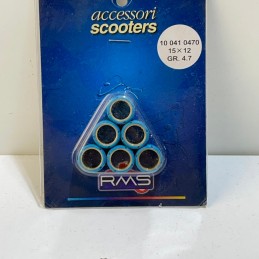 accessori
scooters
10 041 0470
15 x 12
GR. 4.7
RMS